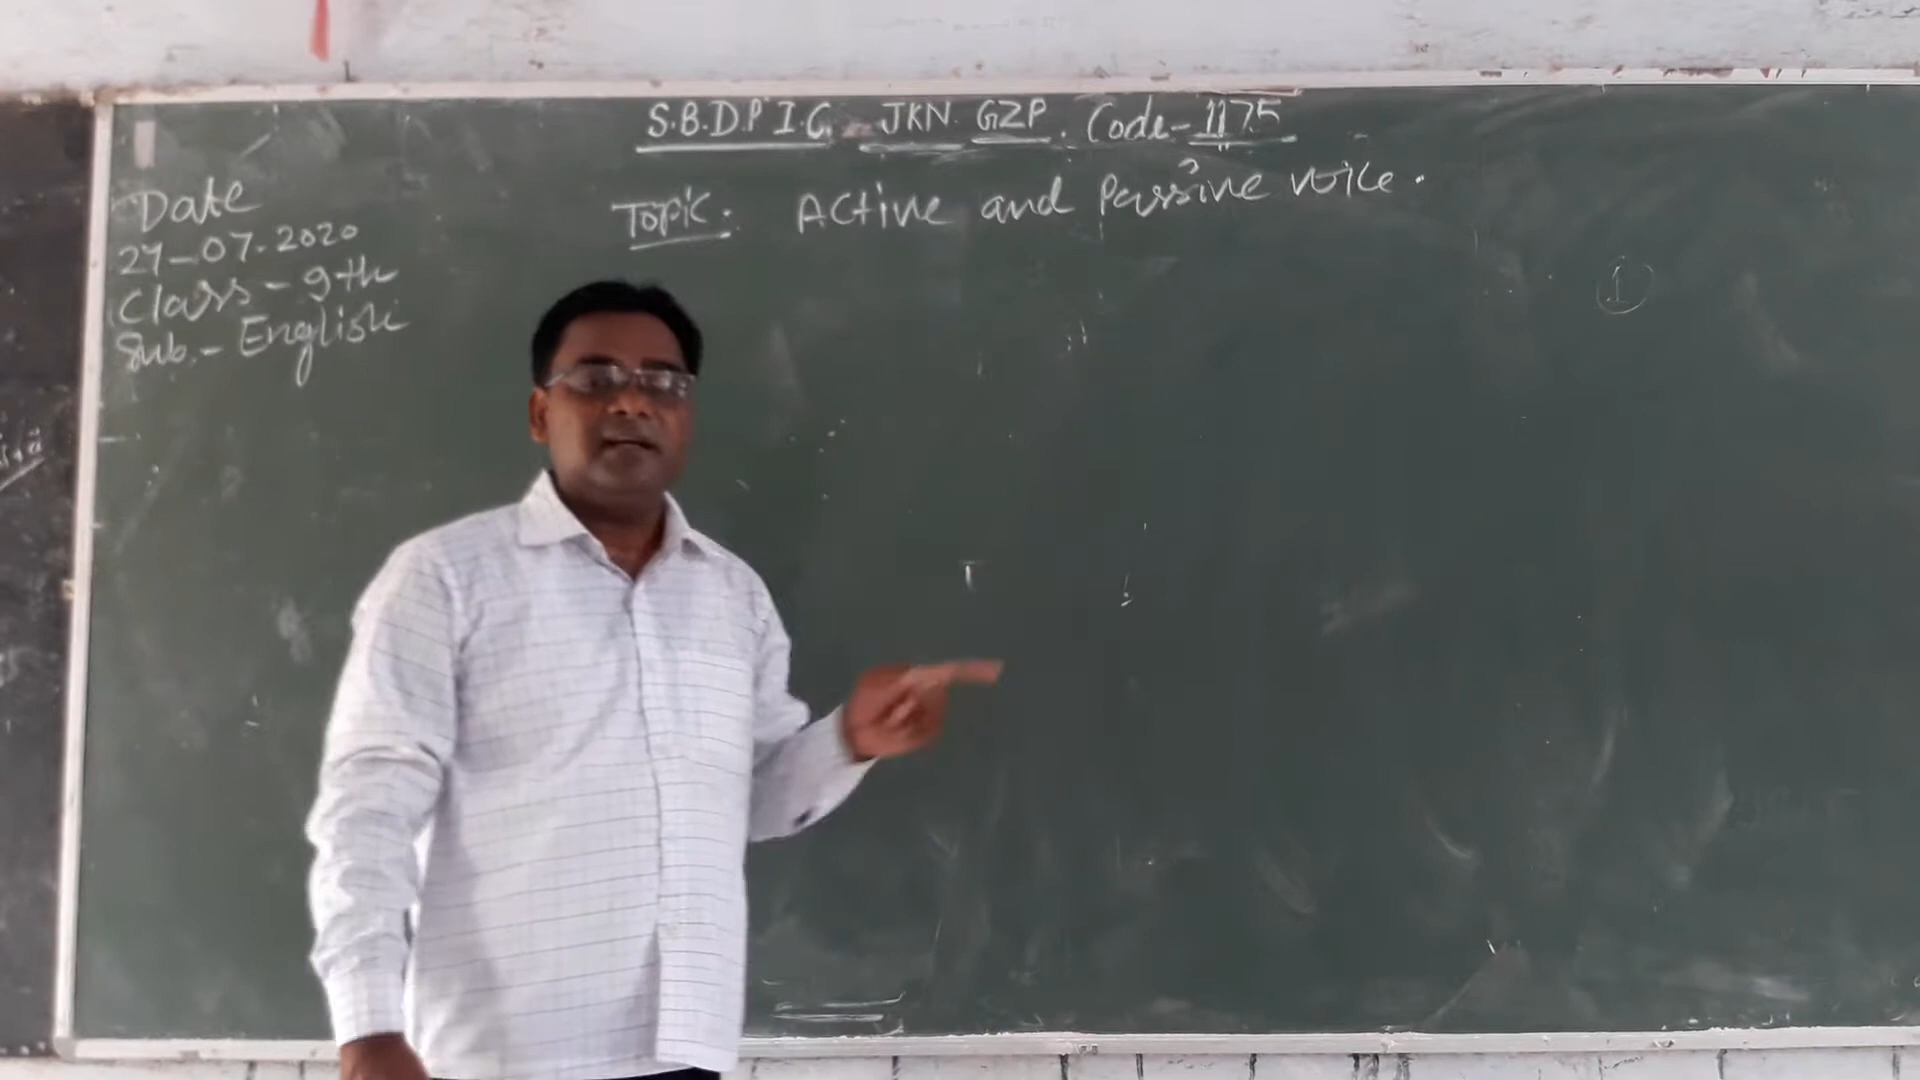 S.B.D.P I.C. JKN GZP. Code-1175
Topic: Active and Passive voice.
Date
27-07.2020
Class-9th
Sub.- English
1